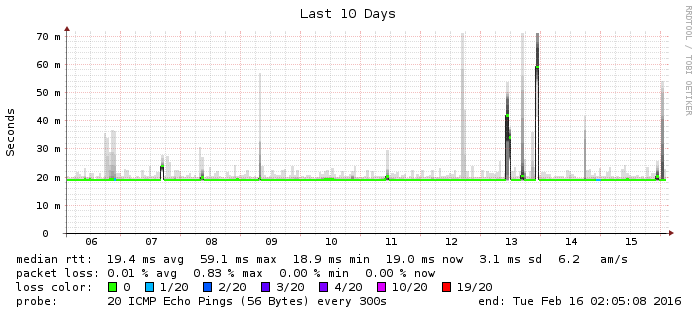 Last 10 Days
RRDTOOL / TOBI OETIKER
Seconds
70 m
60 m
50 m
40 m
30 m
20 m
10 m
0
06 07 08 09 10 11 12 13 14 15
median rtt: 19.4 ms avg 59.1 ms max 18.9 ms min 19.0 ms now 3.1 ms sd 6.2 am/s
packet loss: 0.01 % avg 0.83 % max 0.00 % min 0.00 % now
loss color: 0 1/20 2/20 3/20 4/20 10/20 19/20
probe: 20 ICMP Echo Pings (56 Bytes) every 300s end: Tue Feb 16 02:05:08 2016